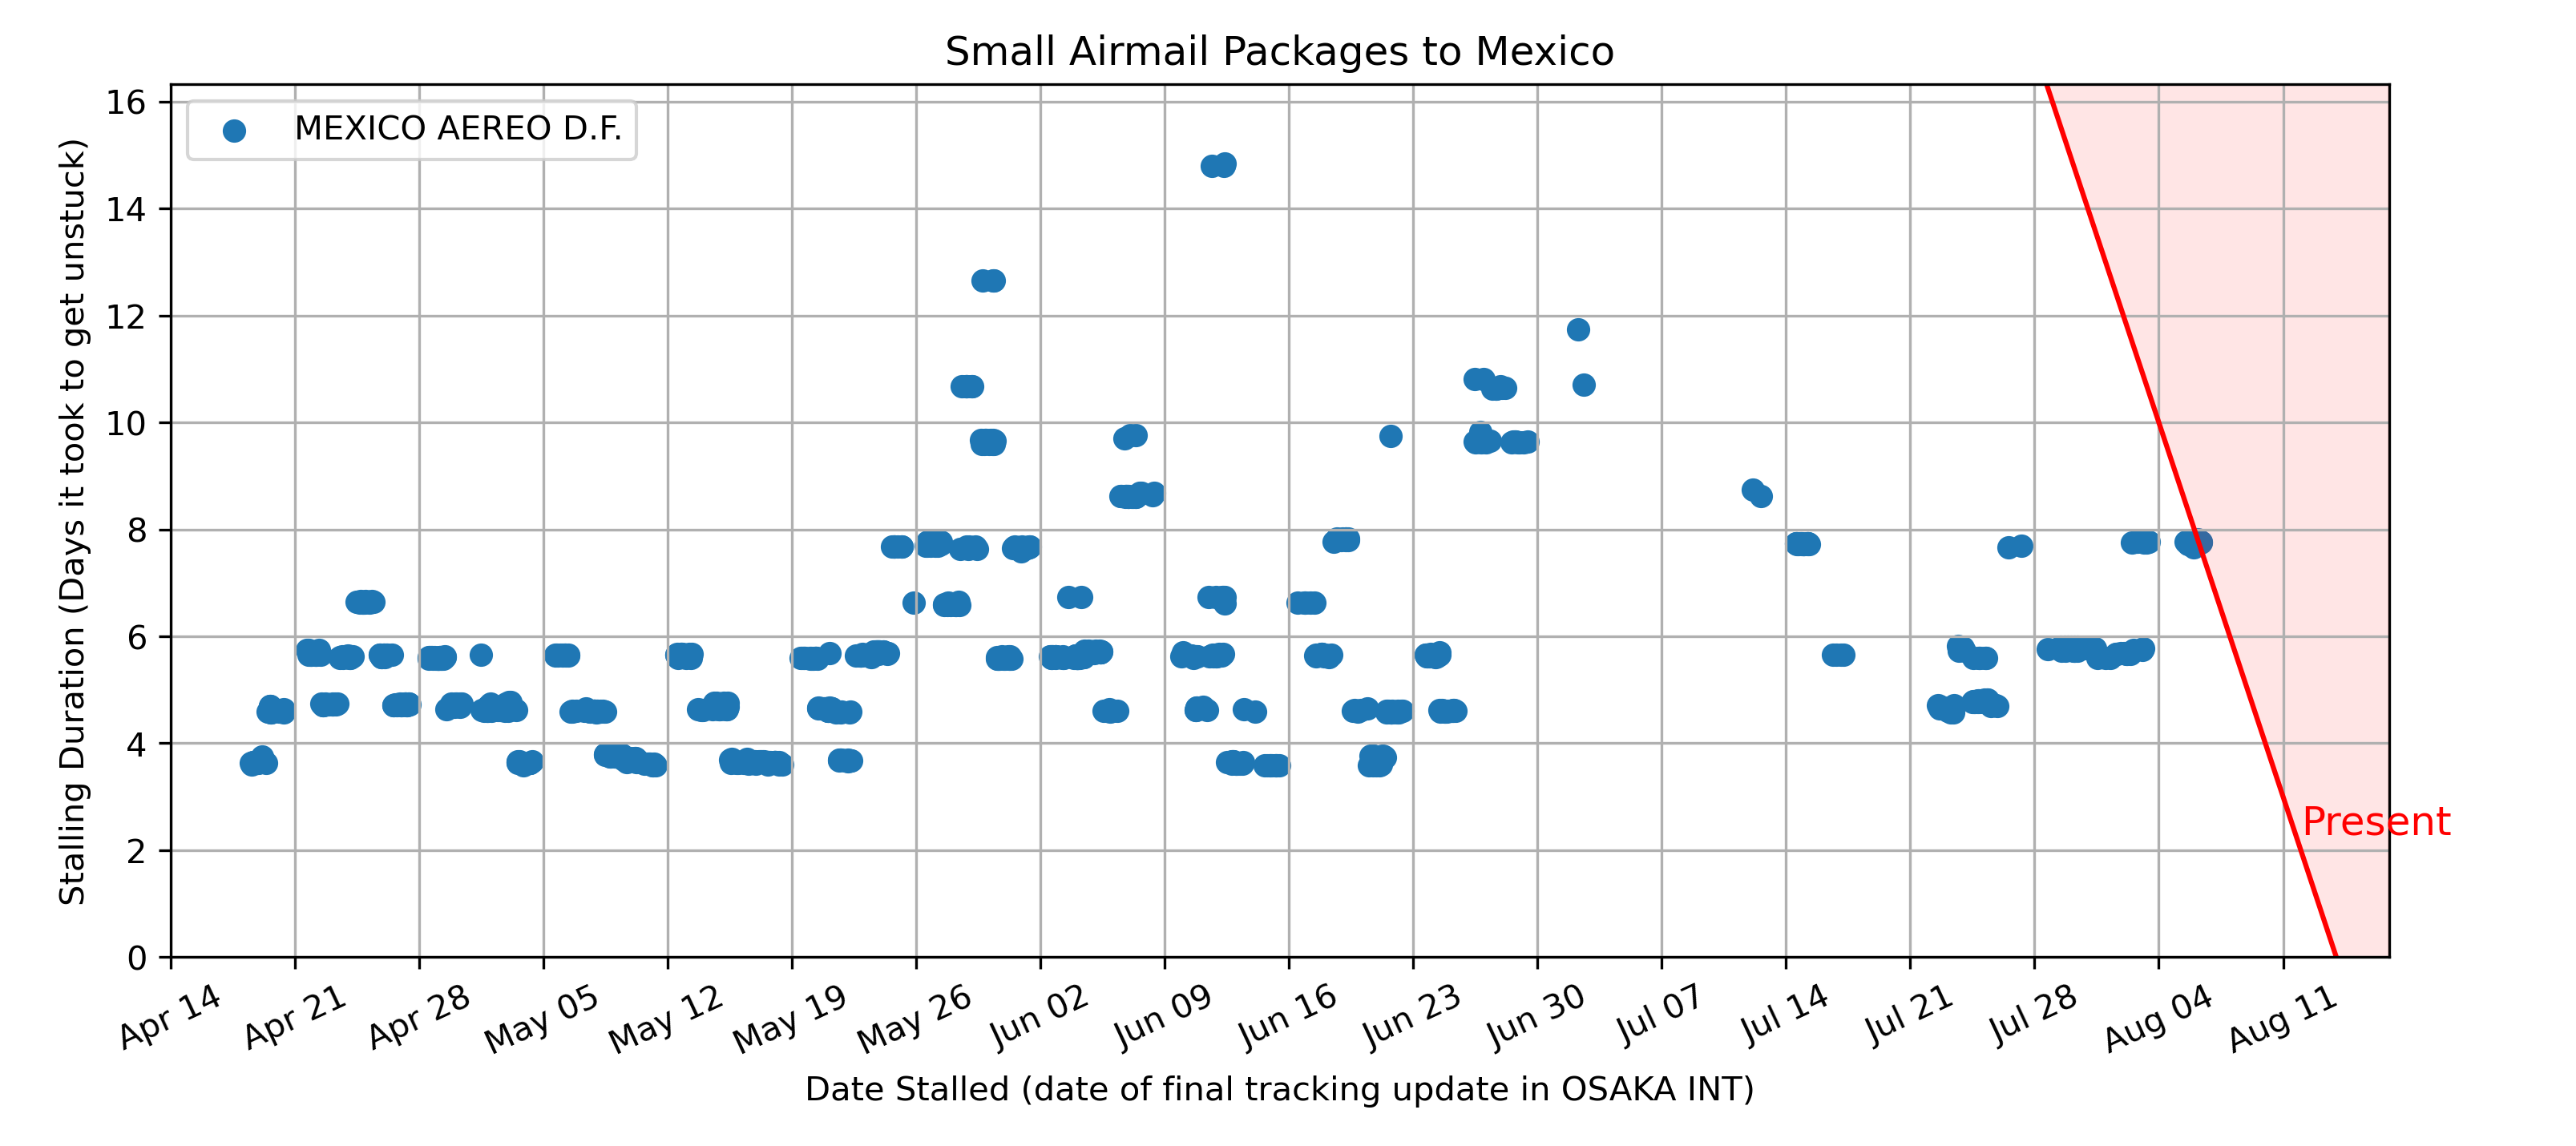 Small Airmail Packages to Mexico
MEXICO AEREO D.F.
Stalling Duration (Days it took to get unstuck)
16
14
12
10
8
6
4
2
0
Present
Apr 14
Apr 21
Apr 28
May 05
May 12
May 19
May 26
Jun 02
Jun 09
Jun 16
Jun 23
Jun 30
Jul 07
Jul 14
Jul 21
Jul 28
Aug 04
Aug 11
Date Stalled (date of final tracking update in OSAKA INT)